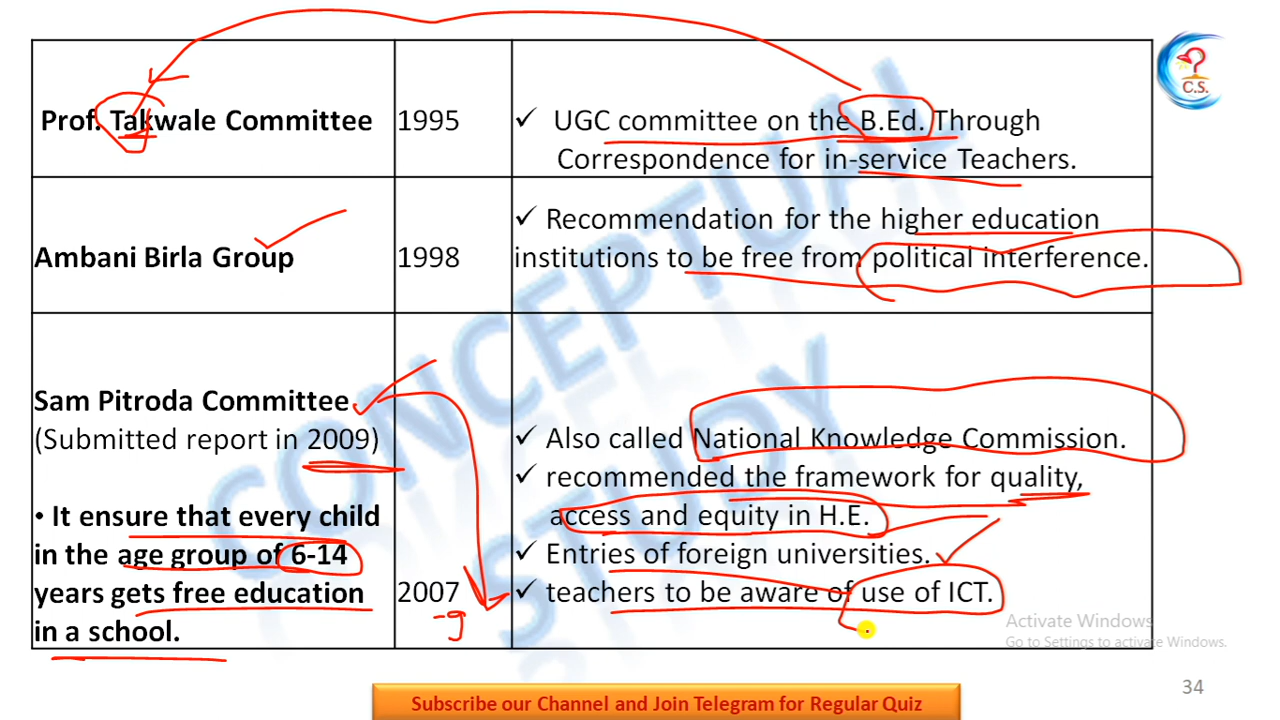 Prof. Takwale Committee
1995
✓ UGC committee on the B.Ed. Through
Correspondence for in-service Teachers.
Ambani Birla Group
1998
✓ Recommendation for the higher education
institutions to be free from political interference.
Sam Pitroda Committee
(Submitted report in 2009)
• It ensure that every child
in the age group of 6-14
years gets free education
in a school.
2007
-9
✓ Also called National Knowledge Commission.
✓ recommended the framework for quality,
access and equity in H.E.
✓ Entries of foreign universities.
✓ teachers to be aware of use of ICT.
CONCEPTUAL
STUDY
C.S.
Activate Windows
Go to Settings to activate Windows.
34
Subscribe our Channel and Join Telegram for Regular Quiz